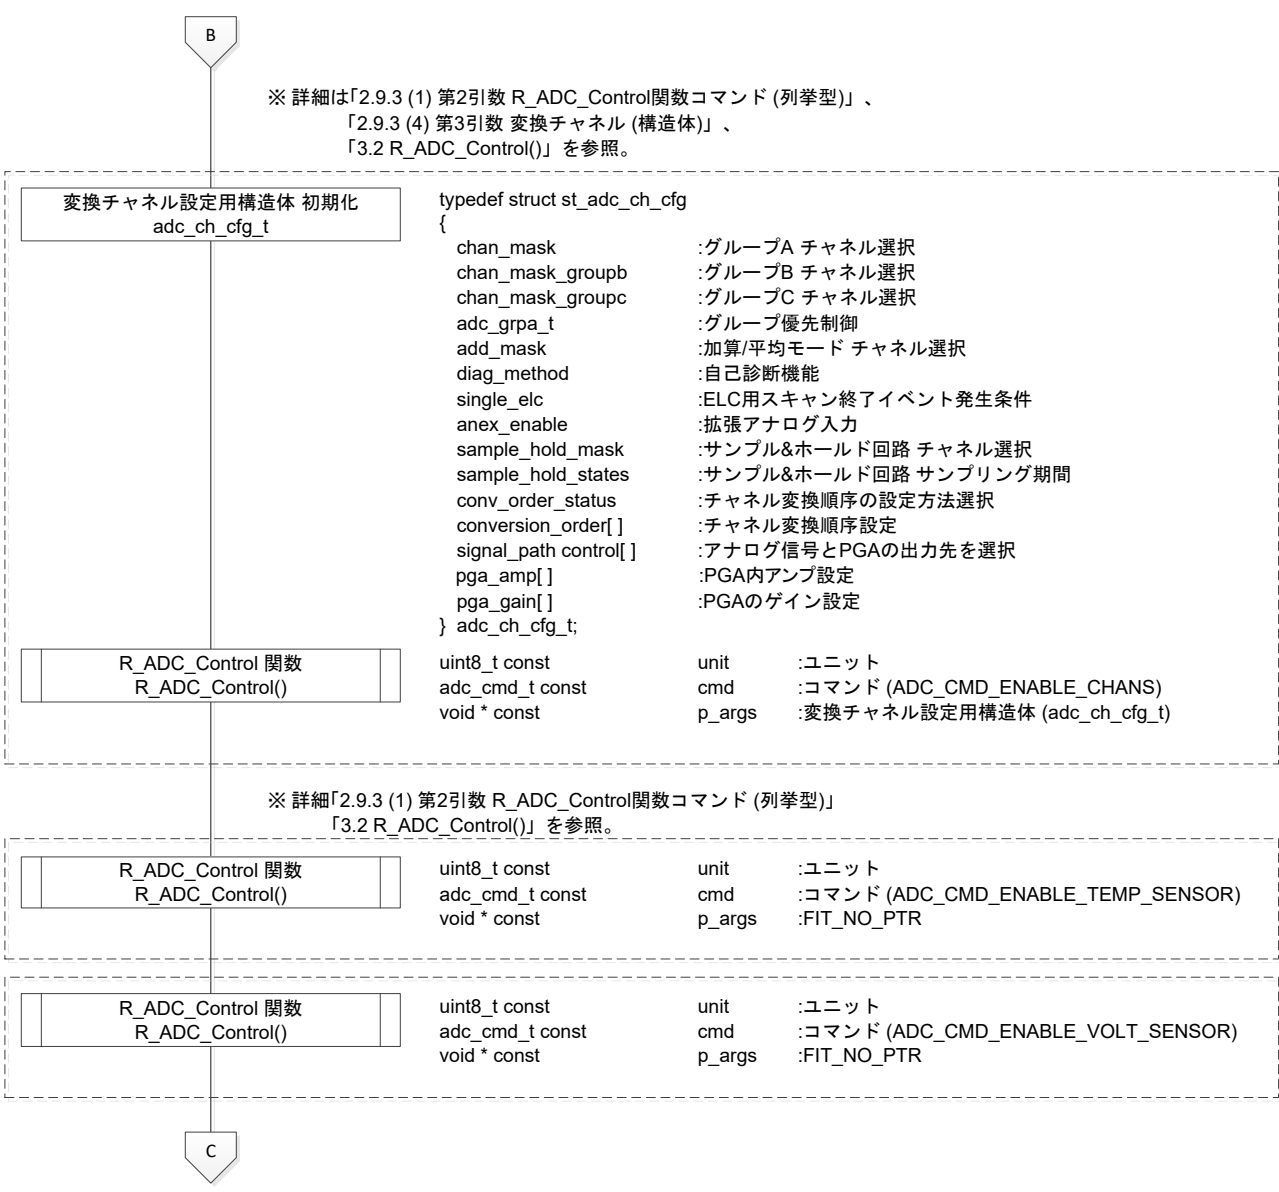 B
※ 詳細は「2.9.3 (1) 第2引数 R_ADC_Control関数コマンド (列挙型)」、
「2.9.3 (4) 第3引数 変換チャネル (構造体)」、
「3.2 R_ADC_Control()」を参照。
変換チャネル設定用構造体 初期化
adc_ch_cfg_t
typedef struct st_adc_ch_cfg
{
chan_mask :グループA チャネル選択
chan_mask_groupb :グループB チャネル選択
chan_mask_groupc :グループC チャネル選択
adc_grpa_t :グループ優先制御
add_mask :加算/平均モード チャネル選択
diag_method :自己診断機能
single_elc :ELC用スキャン終了イベント発生条件
anex_enable :拡張アナログ入力
sample_hold_mask :サンプル&ホールド回路 チャネル選択
sample_hold_states :サンプル&ホールド回路 サンプリング期間
conv_order_status :チャネル変換順序の設定方法選択
conversion_order[ ] :チャネル変換順序設定
signal_path control[ ] :アナログ信号とPGAの出力先を選択
pga_amp[ ] :PGA内アンプ設定
pga_gain[ ] :PGAのゲイン設定
} adc_ch_cfg_t;
R_ADC_Control 関数
R_ADC_Control()
uint8_t const unit :ユニット
adc_cmd_t const cmd :コマンド (ADC_CMD_ENABLE_CHANS)
void * const p_args :変換チャネル設定用構造体 (adc_ch_cfg_t)
※ 詳細「2.9.3 (1) 第2引数 R_ADC_Control関数コマンド (列挙型)」
「3.2 R_ADC_Control()」を参照。
R_ADC_Control 関数
R_ADC_Control()
uint8_t const unit :ユニット
adc_cmd_t const cmd :コマンド (ADC_CMD_ENABLE_TEMP_SENSOR)
void * const p_args :FIT_NO_PTR
R_ADC_Control 関数
R_ADC_Control()
uint8_t const unit :ユニット
adc_cmd_t const cmd :コマンド (ADC_CMD_ENABLE_VOLT_SENSOR)
void * const p_args :FIT_NO_PTR
C